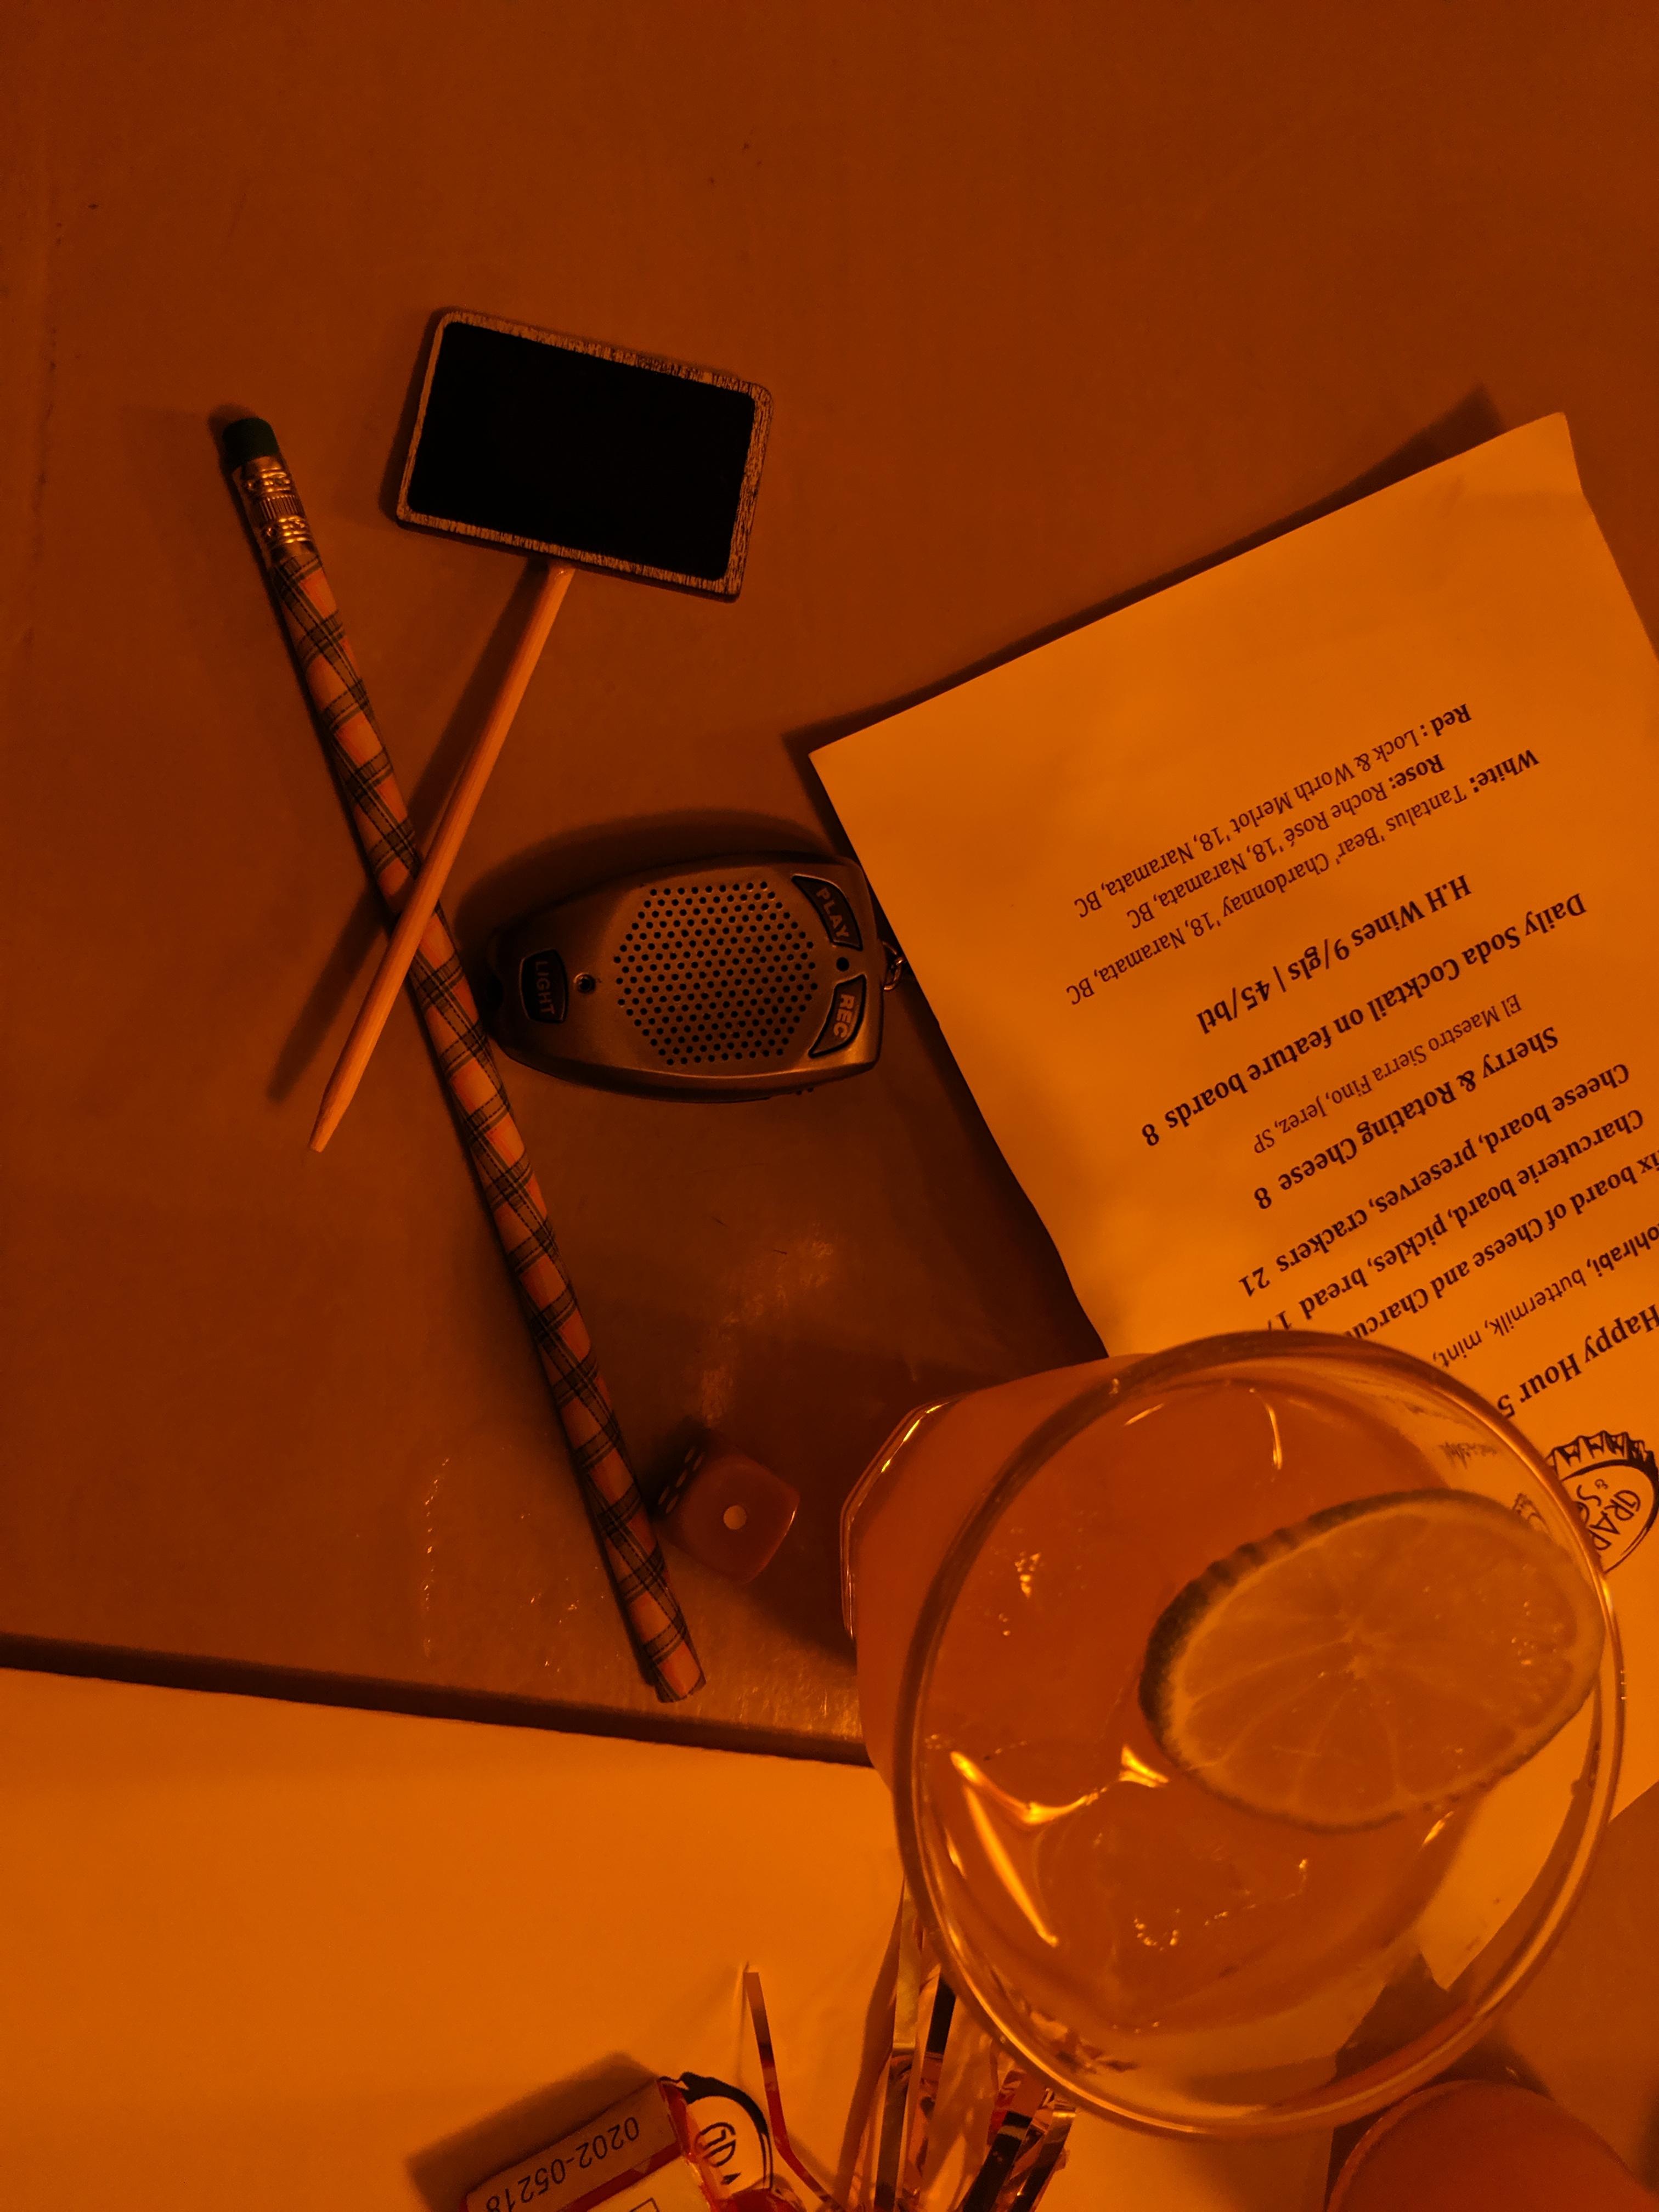 Happy Hour 5
buttermilk, mint,
board of Cheese and
Charcuterie board, pickles, bread
Cheese board, preserves, crackers 21
Sherry & Rotating Cheese 8
El Maestro Sierra Fino, Jerez, SP
Daily Soda Cocktail on feature boards 8
H.H Wines 9/gls | 45/btl
White: Tantalus 'Bear' Chardonnay '18, Naramata, BC
Rose: Roche Rosé '18, Naramata, BC
Red : Lock & Worth Merlot '18, Naramata, BC
PLAY
REC
LIGHT
0202-05218